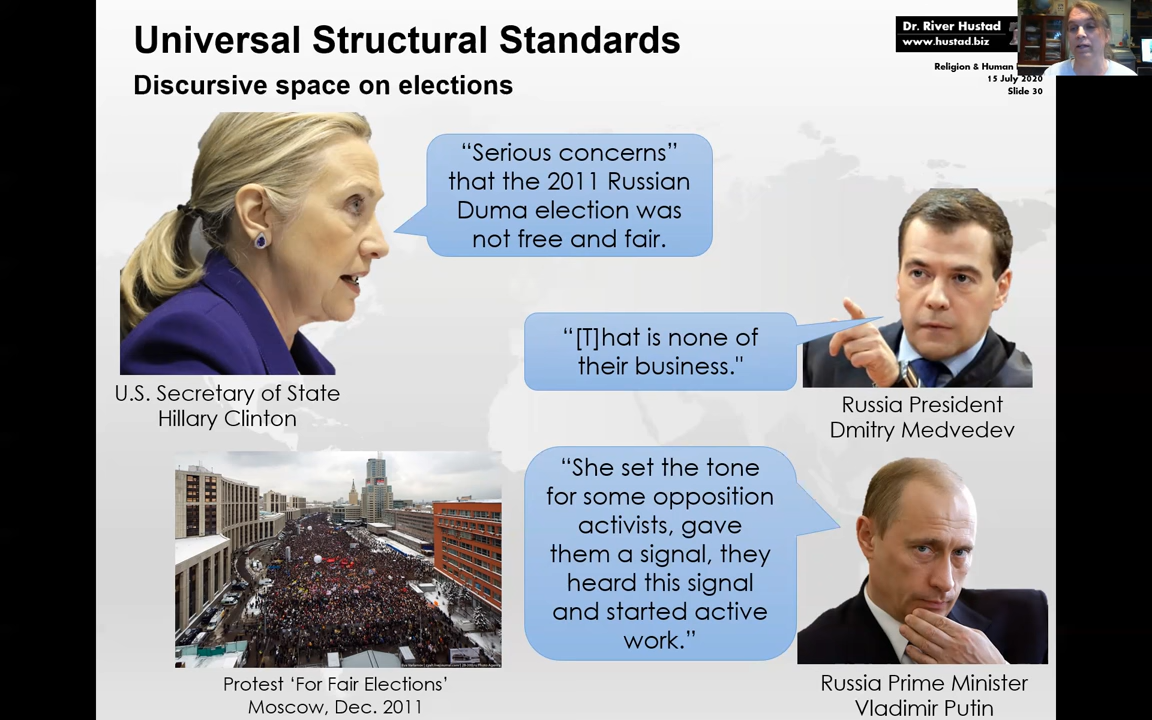 Universal Structural Standards
Discursive space on elections
Dr. River Hustad
www.hustad.biz
Religion & Human
15 July 2020
Slide 30
“Serious concerns”
that the 2011 Russian
Duma election was
not free and fair.
“[T]hat is none of
their business."
U.S. Secretary of State
Hillary Clinton
Russia President
Dmitry Medvedev
“She set the tone
for some opposition
activists, gave
them a signal, they
heard this signal
and started active
work.”
Protest ‘For Fair Elections’
Moscow, Dec. 2011
Russia Prime Minister
Vladimir Putin